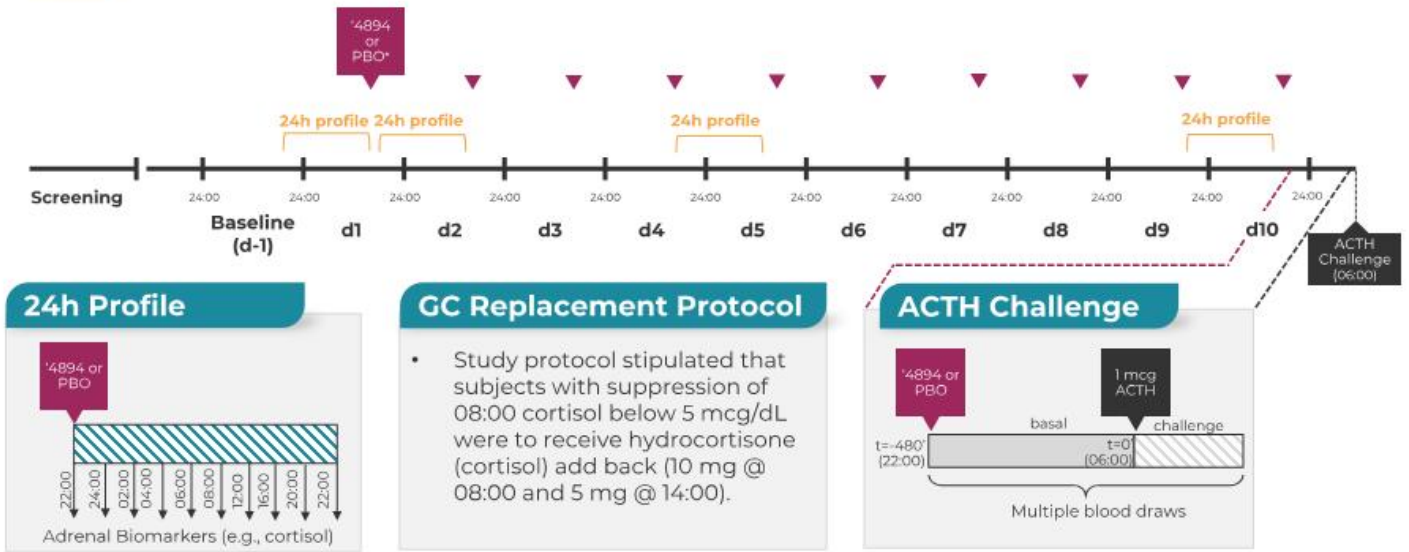 '4894
or
PBO*
24h profile 24h profile
24h profile
24h profile
Screening
24:00
24:00
24:00
24:00
24:00
24:00
24:00
24:00
24:00
24:00
24:00
24:00
Baseline
(d-1)
d1
d2
d3
d4
d5
d6
d7
d8
d9
d10
ACTH
Challenge
(06:00)
24h Profile
'4894 or
PBO
22:00
24:00
02:00
04:00
06:00
08:00
12:00
16:00
20:00
22:00
Adrenal Biomarkers (e.g., cortisol)
GC Replacement Protocol
• Study protocol stipulated that
subjects with suppression of
08:00 cortisol below 5 mcg/dL
were to receive hydrocortisone
(cortisol) add back (10 mg @
08:00 and 5 mg @ 14:00).
ACTH Challenge
'4894 or
PBO
1 mcg
ACTH
basal
challenge
t=-480'
(22:00)
t=0'
(06:00)
Multiple blood draws